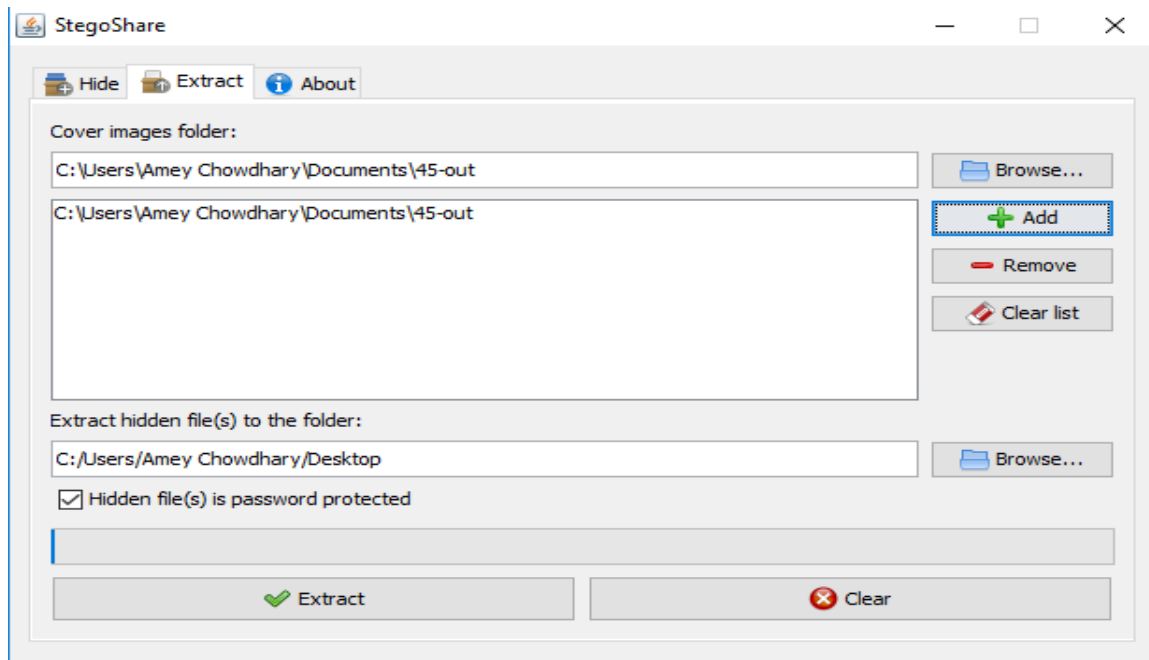 StegoShare
Hide Extract About
Cover images folder:
C:\Users\Amey Chowdhary\Documents\45-out Browse...
C:\Users\Amey Chowdhary\Documents\45-out
Add
Remove
Clear list
Extract hidden file(s) to the folder:
C:/Users/Amey Chowdhary/Desktop Browse...
Hidden file(s) is password protected
Extract Clear